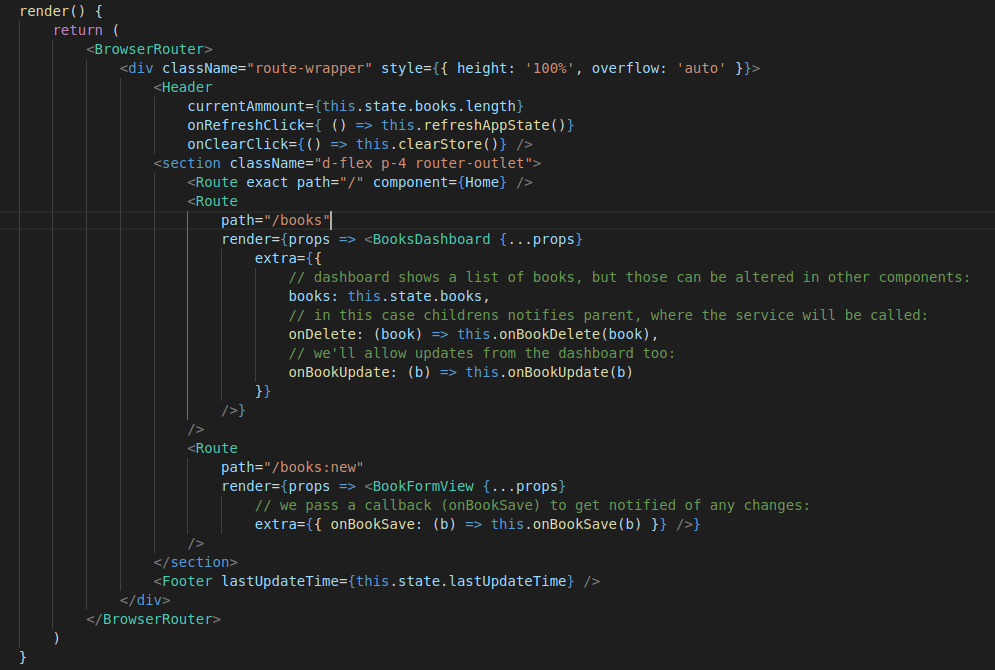 render() {
return (
<BrowserRouter>
<div className="route-wrapper" style={{ height: '100%', overflow: 'auto' }}>
<Header
currentAmmount={this.state.books.length}
onRefreshClick={ () => this.refreshAppState()}
onClearClick={() => this.clearStore()} />
<section className="d-flex p-4 router-outlet">
<Route exact path="/" component={Home} />
<Route
path="/books"
render={props => <BooksDashboard {...props}
extra={{
// dashboard shows a list of books, but those can be altered in other components:
books: this.state.books,
// in this case childrens notifies parent, where the service will be called:
onDelete: (book) => this.onBookDelete(book),
// we'll allow updates from the dashboard too:
onBookUpdate: (b) => this.onBookUpdate(b)
}}
/>}
/>
<Route
path="/books:new"
render={props => <BookFormView {...props}
// we pass a callback (onBookSave) to get notified of any changes:
extra={{ onBookSave: (b) => this.onBookSave(b) }} />}
/>
</section>
<Footer lastUpdateTime={this.state.lastUpdateTime} />
</div>
</BrowserRouter>
)
}